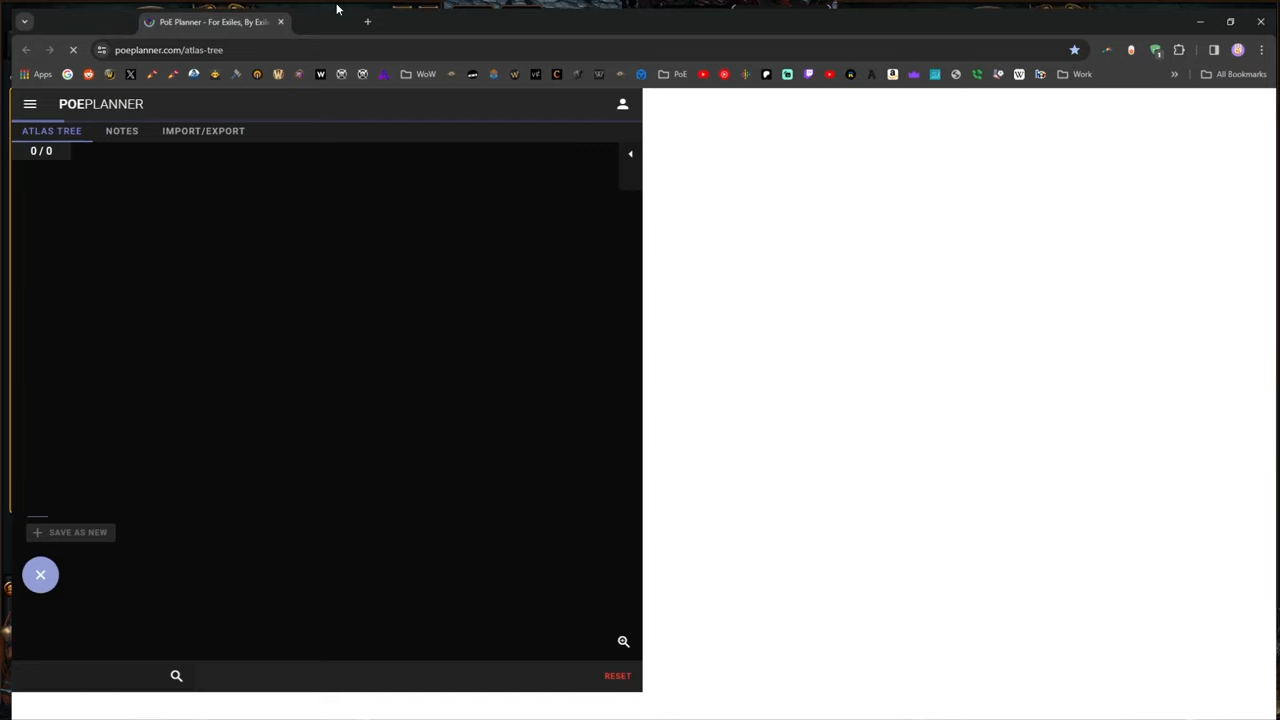 PoE Planner - For Exiles, By Exil
poeplanner.com/atlas-tree
Apps
WoW
PoE
Work
All Bookmarks
POEPLANNER
ATLAS TREE
NOTES
IMPORT/EXPORT
0 / 0
SAVE AS NEW
RESET